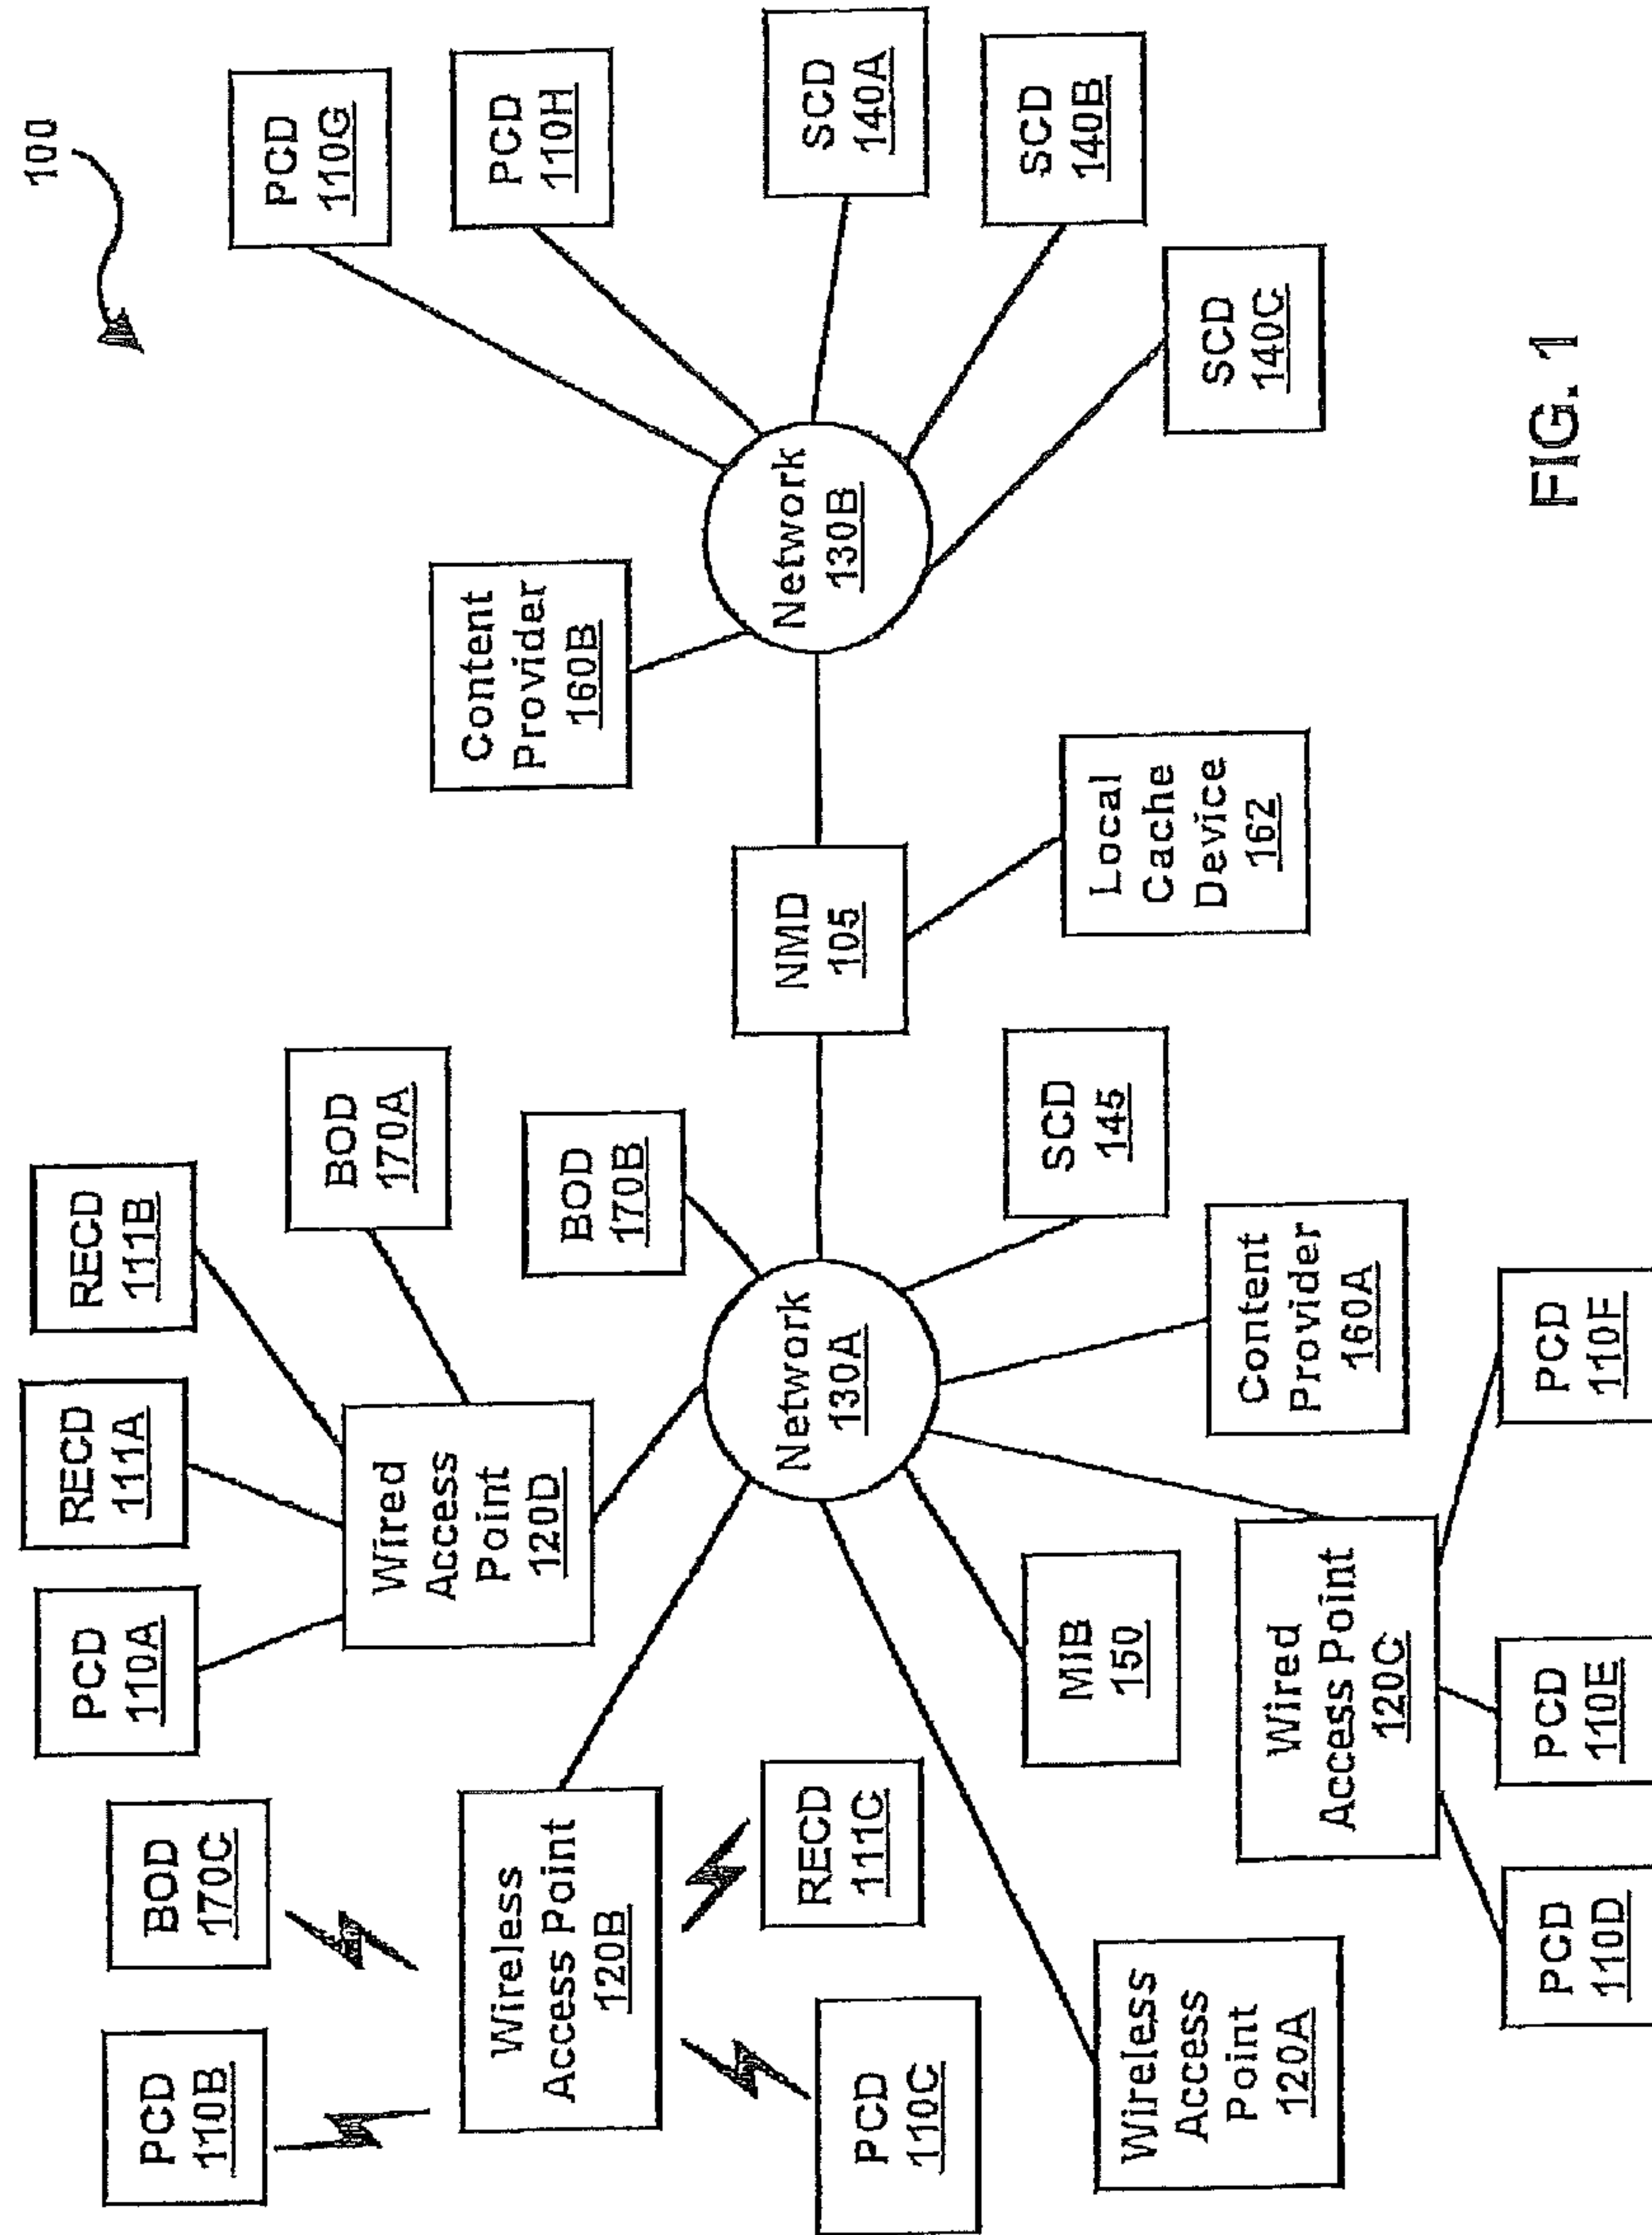 100
PCD
110B
BOD
170C
PCD
110A
RECD
111A
RECD
111B
BOD
170A
Wireless
Access Point
120B
Wired
Access
Point
120D
BOD
170B
PCD
110C
RECD
111C
Network
130A
NMD
105
Content
Provider
160B
Network
130B
PCD
110G
PCD
110H
SCD
140A
SCD
140B
SCD
140C
Wireless
Access
Point
120A
MIB
150
SCD
145
Local
Cache
Device
162
Wired
Access Point
120C
Content
Provider
160A
PCD
110D
PCD
110E
PCD
110F
FIG. 1